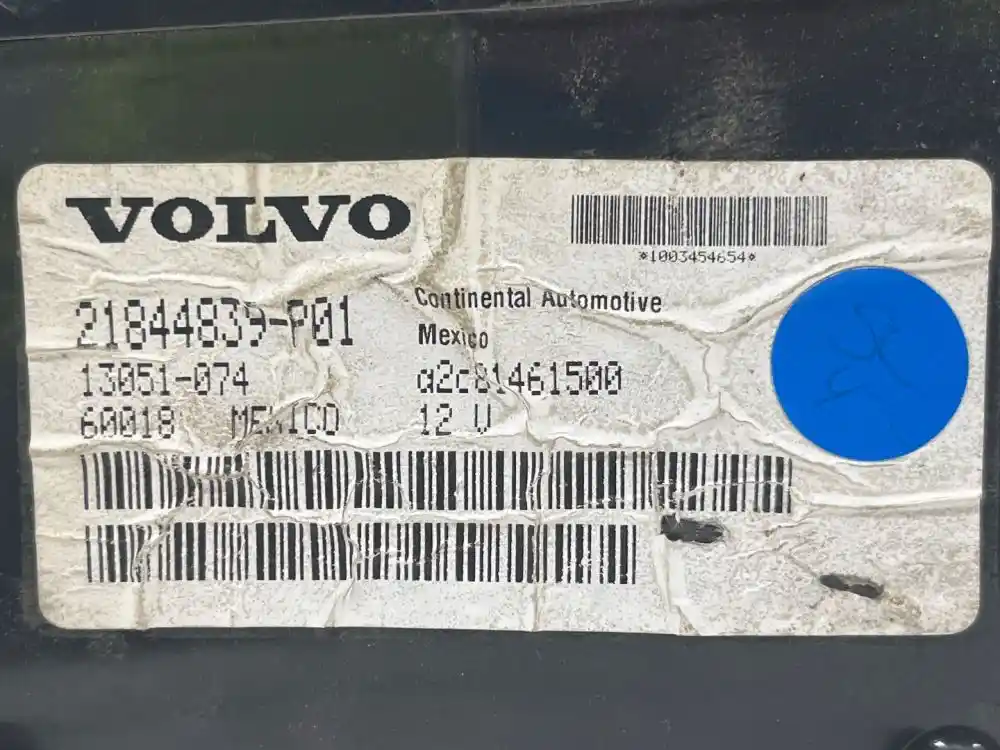 VOLVO
*1003454654*
21844839-P01
Continental Automotive
Mexico
13051-074
a2c81461500
60018 MEXICO
12 V